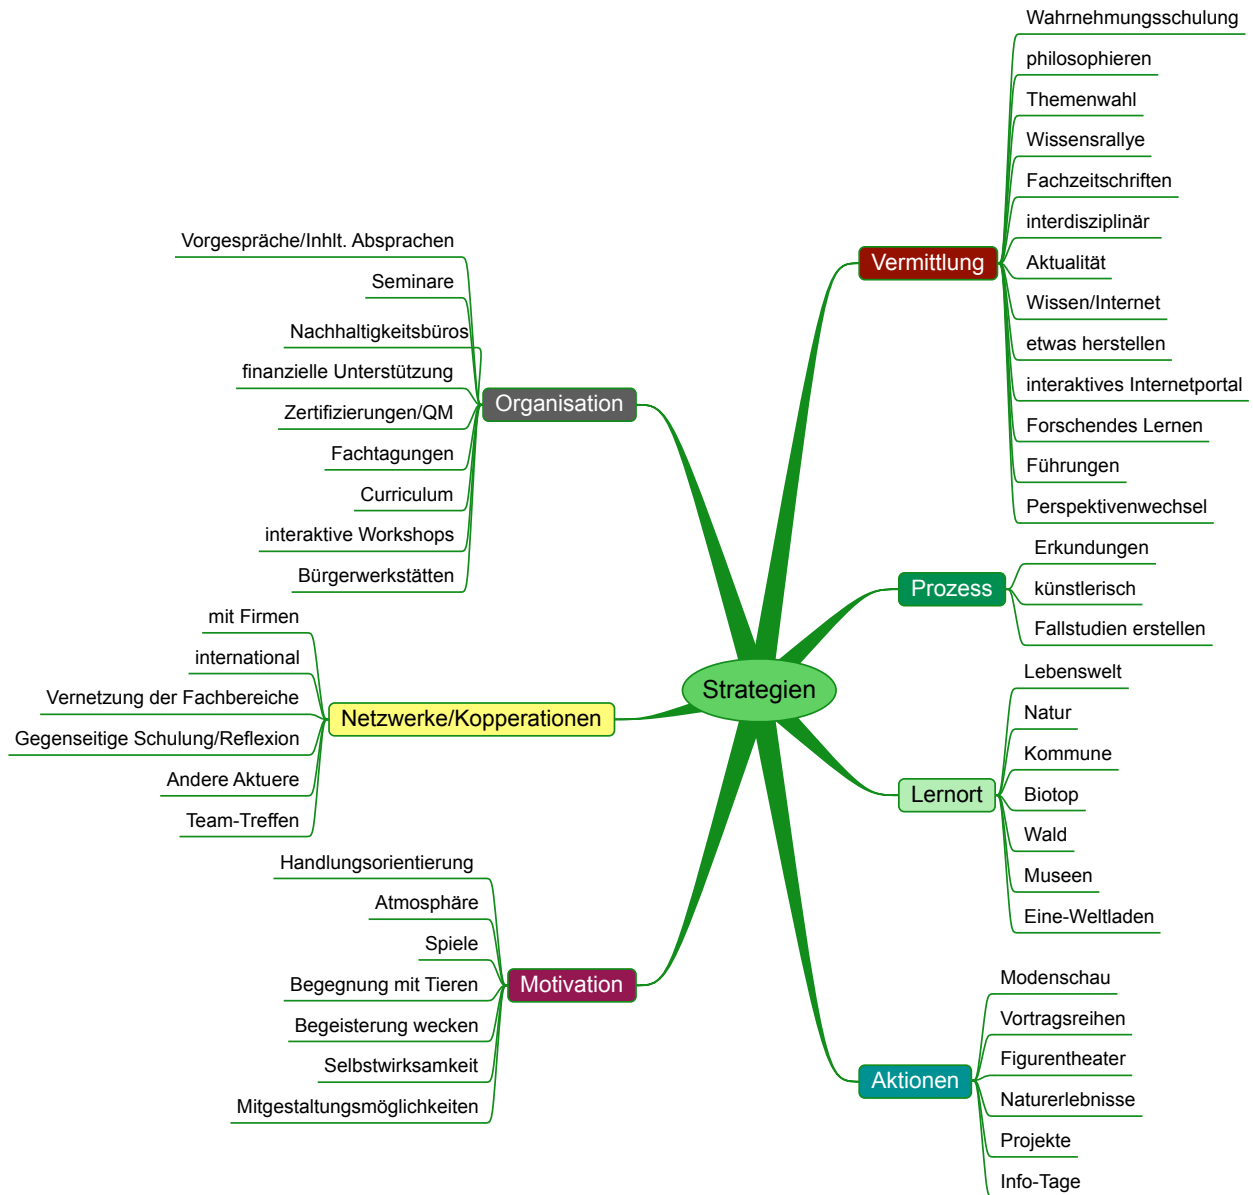 Strategien
Vermittlung
Wahrnehmungsschulung
philosophieren
Themenwahl
Wissensrallye
Fachzeitschriften
interdisziplinär
Aktualität
Wissen/Internet
etwas herstellen
interaktives Internetportal
Forschendes Lernen
Führungen
Perspektivenwechsel
Prozess
Erkundungen
künstlerisch
Fallstudien erstellen
Lernort
Lebenswelt
Natur
Kommune
Biotop
Wald
Museen
Eine-Weltladen
Aktionen
Modenschau
Vortragsreihen
Figurentheater
Naturerlebnisse
Projekte
Info-Tage
Organisation
Vorgespräche/Inhlt. Absprachen
Seminare
Nachhaltigkeitsbüros
finanzielle Unterstützung
Zertifizierungen/QM
Fachtagungen
Curriculum
interaktive Workshops
Bürgerwerkstätten
Netzwerke/Kopperationen
mit Firmen
international
Vernetzung der Fachbereiche
Gegenseitige Schulung/Reflexion
Andere Aktuere
Team-Treffen
Motivation
Handlungsorientierung
Atmosphäre
Spiele
Begegnung mit Tieren
Begeisterung wecken
Selbstwirksamkeit
Mitgestaltungsmöglichkeiten